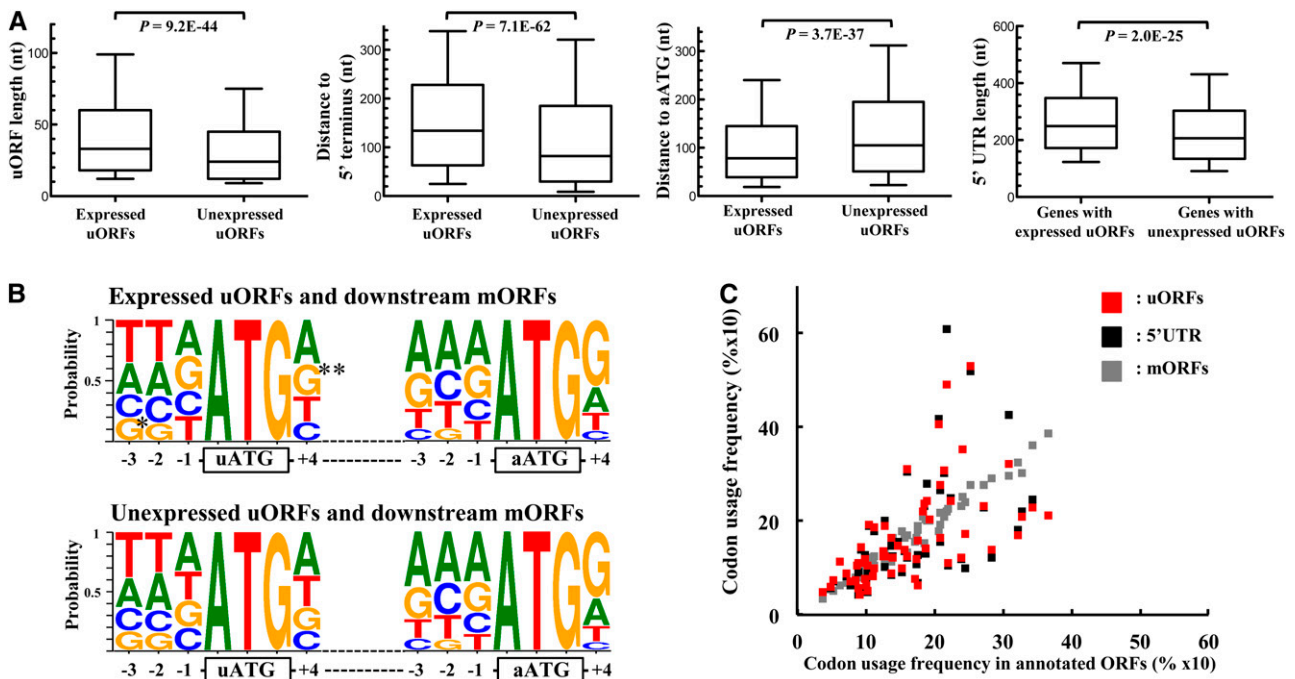 A
P = 9.2E-44
uORF length (nt)
100
50
0
Expressed uORFs
Unexpressed uORFs
P = 7.1E-62
Distance to 5’ terminus (nt)
300
200
100
0
Expressed uORFs
Unexpressed uORFs
P = 3.7E-37
Distance to aATG (nt)
300
200
100
0
Expressed uORFs
Unexpressed uORFs
P = 2.0E-25
5’ UTR length (nt)
600
400
200
0
Genes with expressed uORFs
Genes with unexpressed uORFs
B
Expressed uORFs and downstream mORFs
Probability
1
0.5
T T A A T G A
A A G G
C C C T
G G T C
*
**
A A A A T G G
G C G A
T T C T
C G T C
-3 -2 -1 uATG +4 -3 -2 -1 aATG +4
Unexpressed uORFs and downstream mORFs
Probability
1
0.5
T T A A T G A
A A T T
C C G G
G G C C
A A A A T G G
G C G A
T T C T
C G T C
-3 -2 -1 uATG +4 -3 -2 -1 aATG +4
C
: uORFs
: 5’UTR
: mORFs
Codon usage frequency (%x10)
60
40
20
0
0 10 20 30 40 50 60
Codon usage frequency in annotated ORFs (% x10)